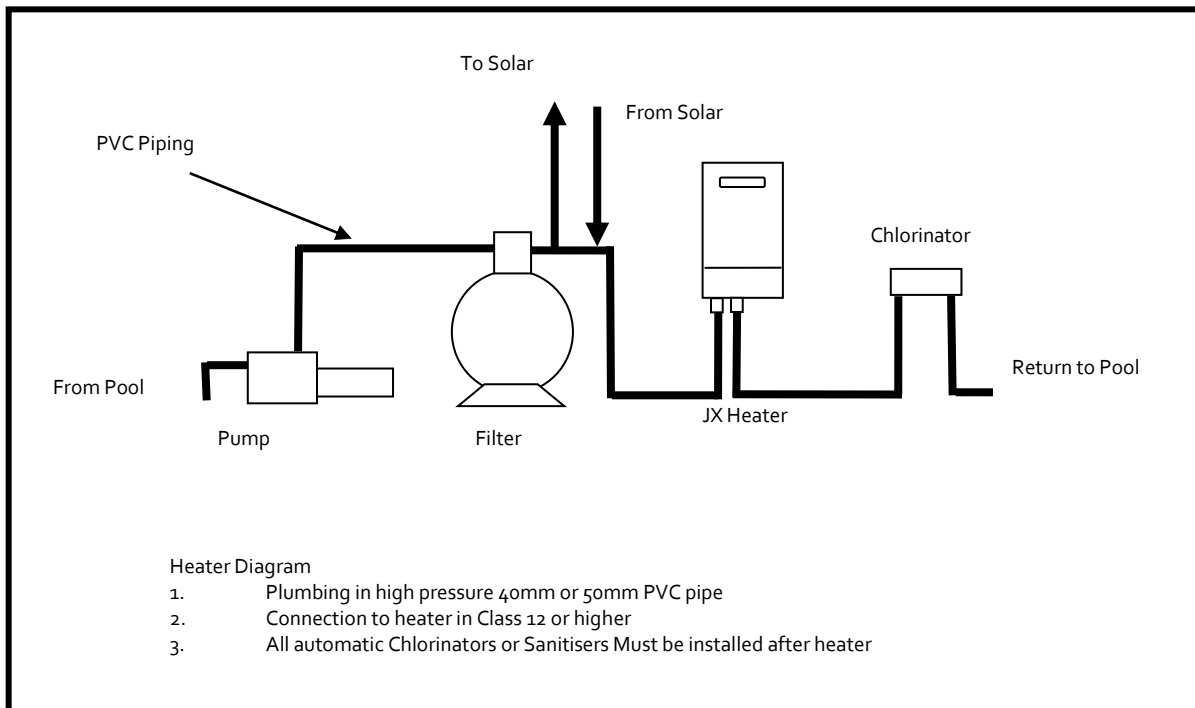 To Solar
From Solar
PVC Piping
Chlorinator
From Pool
Return to Pool
JX Heater
Pump
Filter
Heater Diagram
1. Plumbing in high pressure 40mm or 50mm PVC pipe
2. Connection to heater in Class 12 or higher
3. All automatic Chlorinators or Sanitisers Must be installed after heater